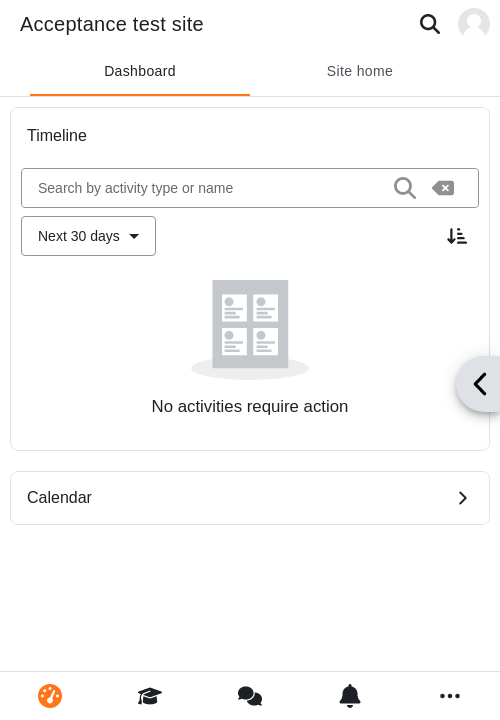 Acceptance test site
Dashboard
Site home
Timeline
Search by activity type or name
Next 30 days
No activities require action
Calendar